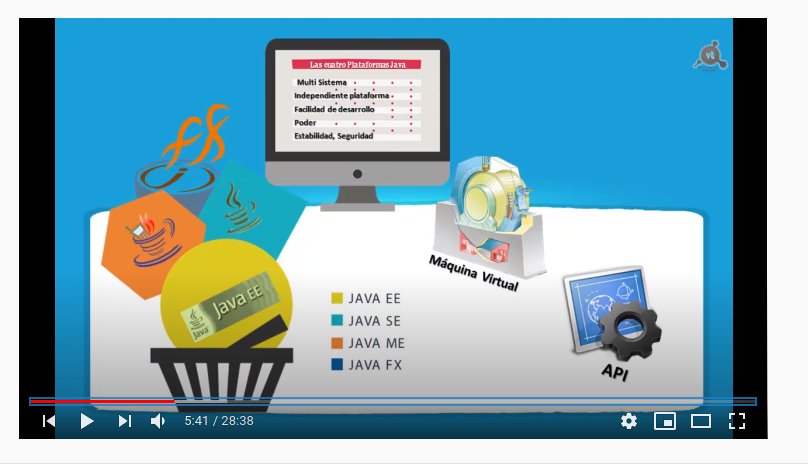 Las cuatro Plataformas Java
Multi Sistema
Independiente plataforma
Facilidad de desarrollo
Poder
Estabilidad, Seguridad
Máquina Virtual
Java EE
Java
JAVA EE
JAVA SE
JAVA ME
JAVA FX
API
5:41 / 28:38